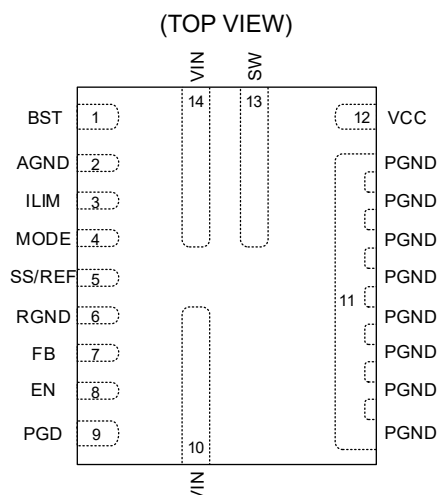 (TOP VIEW)
VIN
SW
14
13
BST 1
12 VCC
AGND 2
PGND
ILIM 3
PGND
MODE 4
PGND
SS/REF 5
PGND
11
RGND 6
PGND
FB 7
PGND
EN 8
PGND
PGD 9
PGND
10
VIN